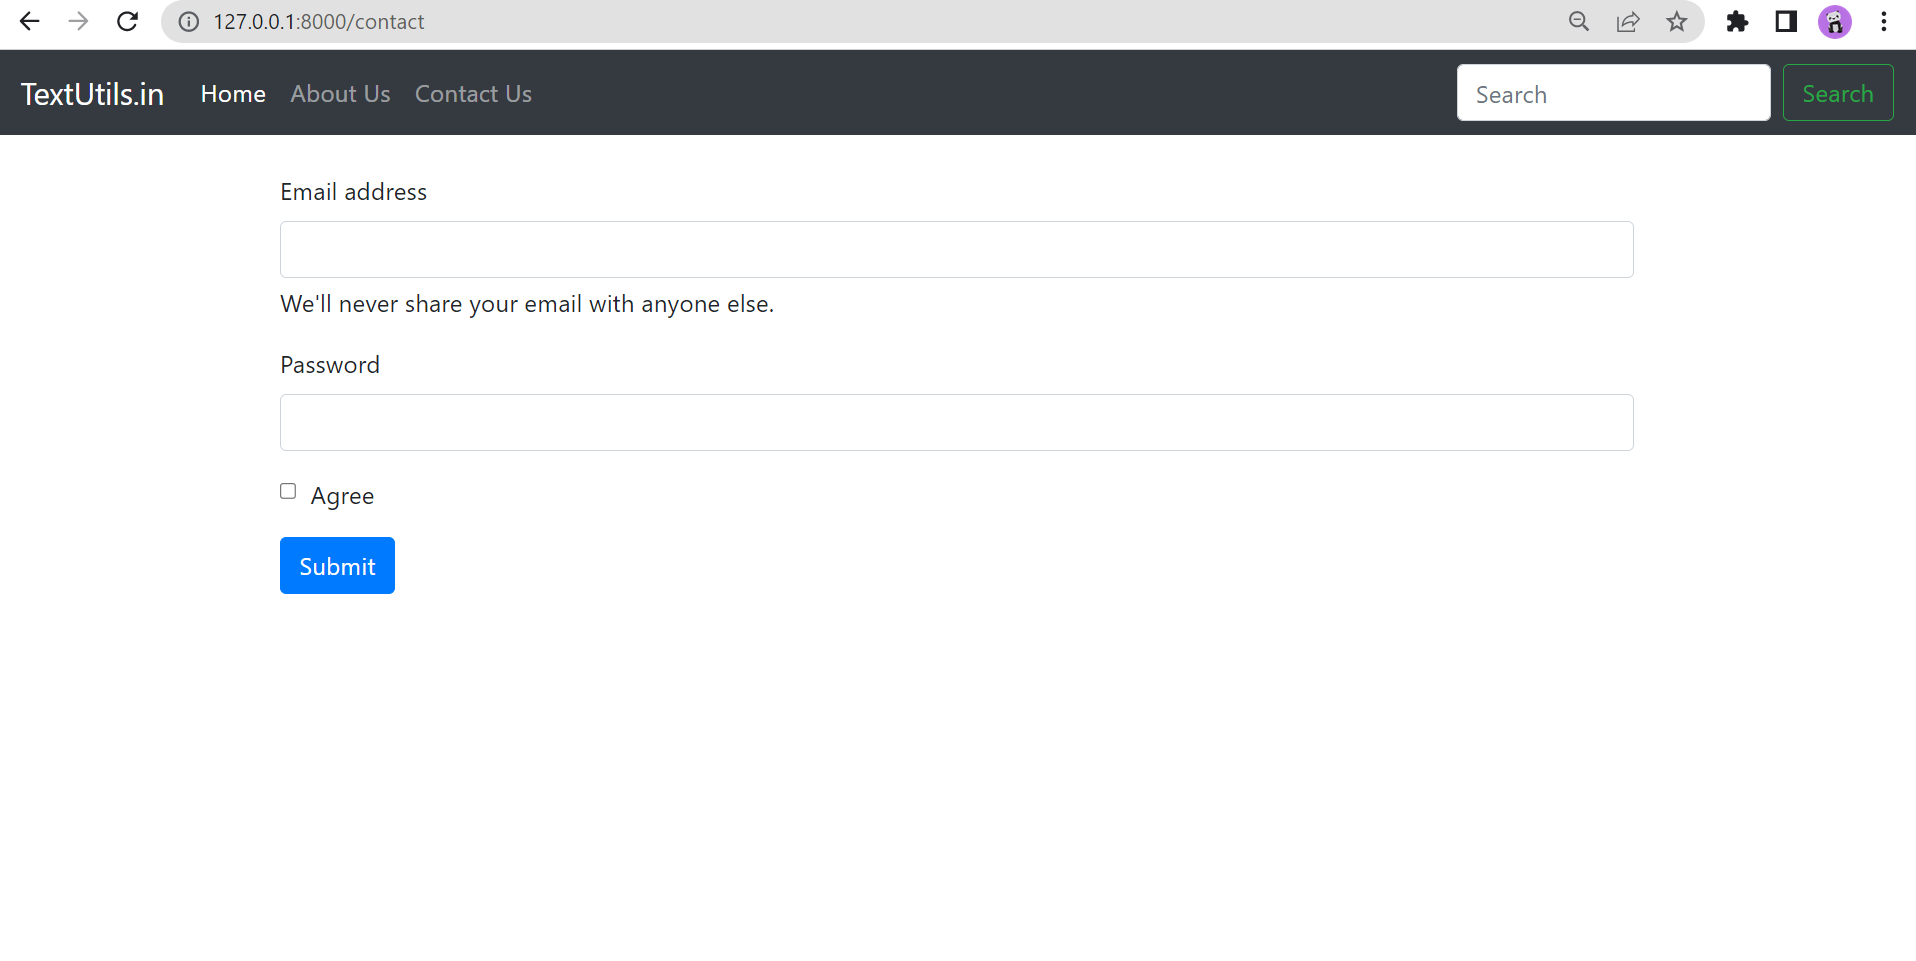 127.0.0.1:8000/contact
TextUtils.in Home About Us Contact Us Search Search
Email address
We'll never share your email with anyone else.
Password
Agree
Submit